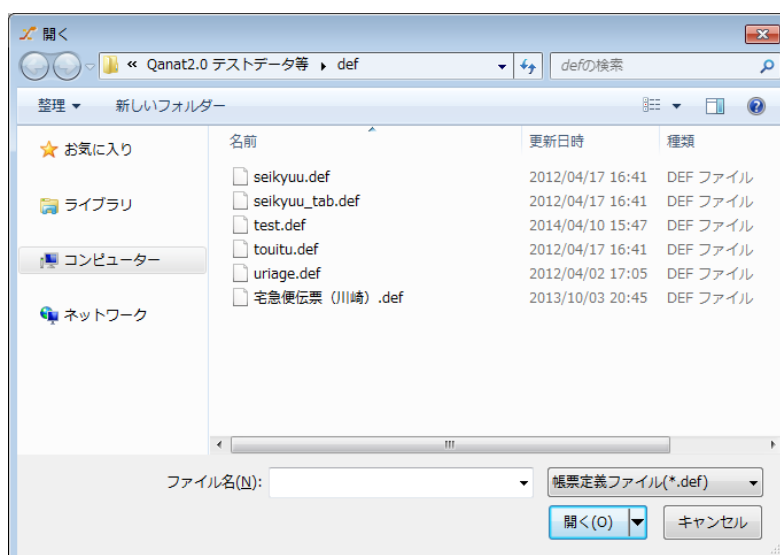 開く
« Qanat2.0 テストデータ等 ▸ def
defの検索
整理 ▼ 新しいフォルダー
お気に入り
ライブラリ
コンピューター
ネットワーク
名前 更新日時 種類
seikyuu.def 2012/04/17 16:41 DEF ファイル
seikyuu_tab.def 2012/04/17 16:41 DEF ファイル
test.def 2014/04/10 15:47 DEF ファイル
touitu.def 2012/04/17 16:41 DEF ファイル
uriage.def 2012/04/02 17:05 DEF ファイル
宅急便伝票（川崎）.def 2013/10/03 20:45 DEF ファイル
ファイル名(N): 帳票定義ファイル(*.def)
開く(O) キャンセル